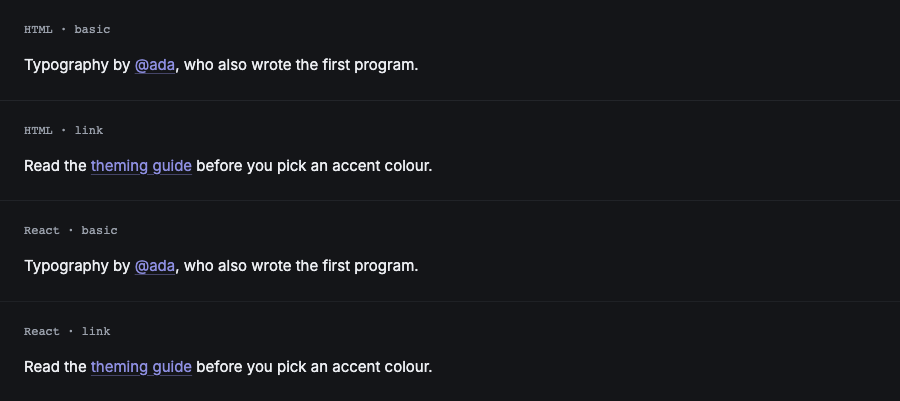 HTML · basic
Typography by @ada, who also wrote the first program.
HTML · link
Read the theming guide before you pick an accent colour.
React · basic
Typography by @ada, who also wrote the first program.
React · link
Read the theming guide before you pick an accent colour.